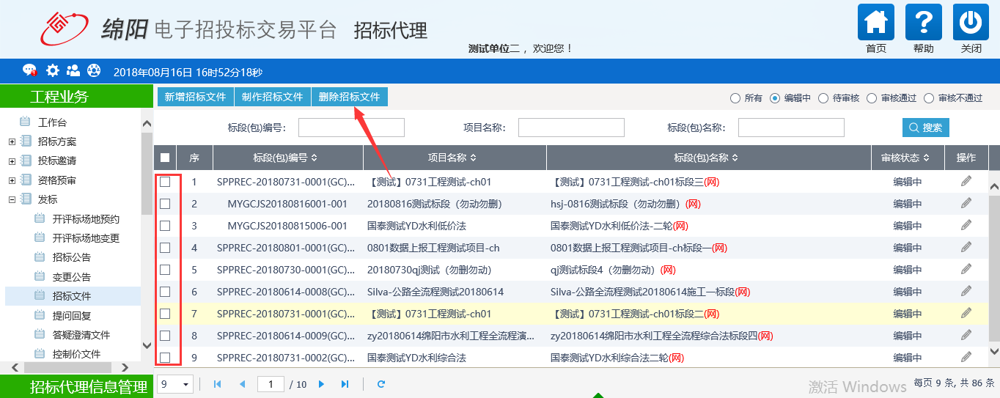 绵阳 电子招投标交易平台 招标代理
测试单位二 ，欢迎您！
首页 帮助 关闭
2018年08月16日 16时52分18秒
工程业务
工作台
招标方案
投标邀请
资格预审
发标
开评标场地预约
开评标场地变更
招标公告
变更公告
招标文件
提问回复
答疑澄清文件
控制价文件
招标代理信息管理
新增招标文件 制作招标文件 删除招标文件
所有 编辑中 待审核 审核通过 审核不通过
标段(包)编号： 项目名称： 标段(包)名称： 搜索
序 标段(包)编号 项目名称 标段(包)名称 审核状态 操作
1 SPPREC-20180731-0001(GC)... 【测试】0731工程测试-ch01 【测试】0731工程测试-ch01标段三(网) 编辑中
2 MYGCJS20180816001-001 20180816测试标段（勿动勿删） hsj-0816测试标段（勿动勿删）(网) 编辑中
3 MYGCJS20180815006-001 国泰测试YD水利低价法 国泰测试YD水利低价法-二轮(网) 编辑中
4 SPPREC-20180801-0001(GC)... 0801数据上报工程测试项目-ch 0801数据上报工程测试项目-ch标段一(网) 编辑中
5 SPPREC-20180730-0001(GC)... 20180730qj测试（勿删勿动） qj测试标段4（勿删勿动）(网) 编辑中
6 SPPREC-20180614-0008(GC)... Silva-公路全流程测试20180614 Silva-公路全流程测试20180614施工一标段(网) 编辑中
7 SPPREC-20180731-0001(GC)... 【测试】0731工程测试-ch01 【测试】0731工程测试-ch01标段二(网) 编辑中
8 SPPREC-20180614-0009(GC)... zy20180614绵阳市水利工程全流程演... zy20180614绵阳市水利工程全流程综合法标段四(网) 编辑中
9 SPPREC-20180731-0002(GC)... 国泰测试YD水利综合法 国泰测试YD水利综合法二轮(网) 编辑中
9 1 / 10 激活 Windows 每页 9 条, 共 86 条